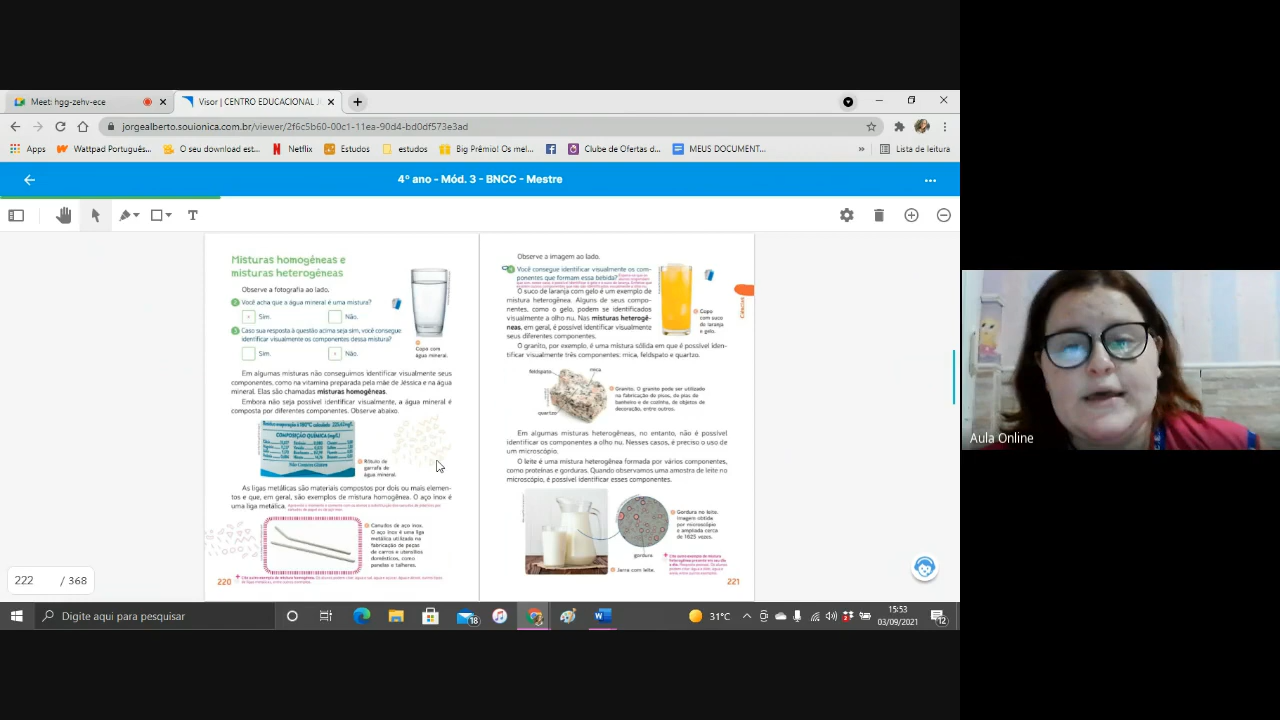 Meet: hgg-zehv-ece
Visor | CENTRO EDUCACIONAL J
jorgealberto.souionica.com.br/viewer/2f6c5b60-00c1-11ea-90d4-bd0df573e3ad
Apps
Wattpad Português...
O seu download est...
Netflix
Estudos
estudos
Big Prêmio! Os mel...
Clube de Ofertas d...
MEUS DOCUMENT...
»
Lista de leitura
4º ano - Mód. 3 - BNCC - Mestre
Misturas homogêneas e
misturas heterogêneas
Observe a fotografia ao lado.
2 Você acha que a água mineral é uma mistura?
Sim.
Não.
3 Caso sua resposta à questão acima seja sim, você consegue
identificar visualmente os componentes dessa mistura?
Sim.
Não.
Copo com
água mineral.
Em algumas misturas não conseguimos identificar visualmente seus
componentes, como na vitamina preparada pela mãe de Jéssica e na água
mineral. Elas são chamadas misturas homogêneas.
Embora não seja possível identificar visualmente, a água mineral é
composta por diferentes componentes. Observe abaixo.
COMPOSIÇÃO QUÍMICA (mg/L)
Rótulo de
garrafa de
água mineral.
As ligas metálicas são materiais compostos por dois ou mais elemen-
tos e que, em geral, são exemplos de mistura homogênea. O aço inox é
uma liga metálica.
Canudos de aço inox.
O aço inox é uma liga
metálica utilizada na
fabricação de peças
de carros e utensílios
domésticos, como
panelas e talheres.
220
Observe a imagem ao lado.
4 Você consegue identificar visualmente os com-
ponentes que formam essa bebida?
O suco de laranja com gelo é um exemplo de
mistura heterogênea. Alguns de seus compo-
nentes, como o gelo, podem se identificados
visualmente a olho nu. Nas misturas heterogê-
neas, em geral, é possível identificar visualmente
seus diferentes componentes.
Copo
com suco
de laranja
e gelo.
Ciências
O granito, por exemplo, é uma mistura sólida em que é possível iden-
tificar visualmente três componentes: mica, feldspato e quartzo.
feldspato
mica
quartzo
Granito. O granito pode ser utilizado
na fabricação de pisos, de pias de
banheiro e de cozinha, de objetos de
decoração, entre outros.
Em algumas misturas heterogêneas, no entanto, não é possível
identificar os componentes a olho nu. Nesses casos, é preciso o uso de
um microscópio.
O leite é uma mistura heterogênea formada por vários componentes,
como proteínas e gorduras. Quando observamos uma amostra de leite no
microscópio, é possível identificar esses componentes.
Gordura no leite.
Imagem obtida
por microscópio
e ampliada cerca
de 1625 vezes.
gordura
Jarra com leite.
221
/ 368
Aula Online
Digite aqui para pesquisar
18
31°C
15:53
03/09/2021
12